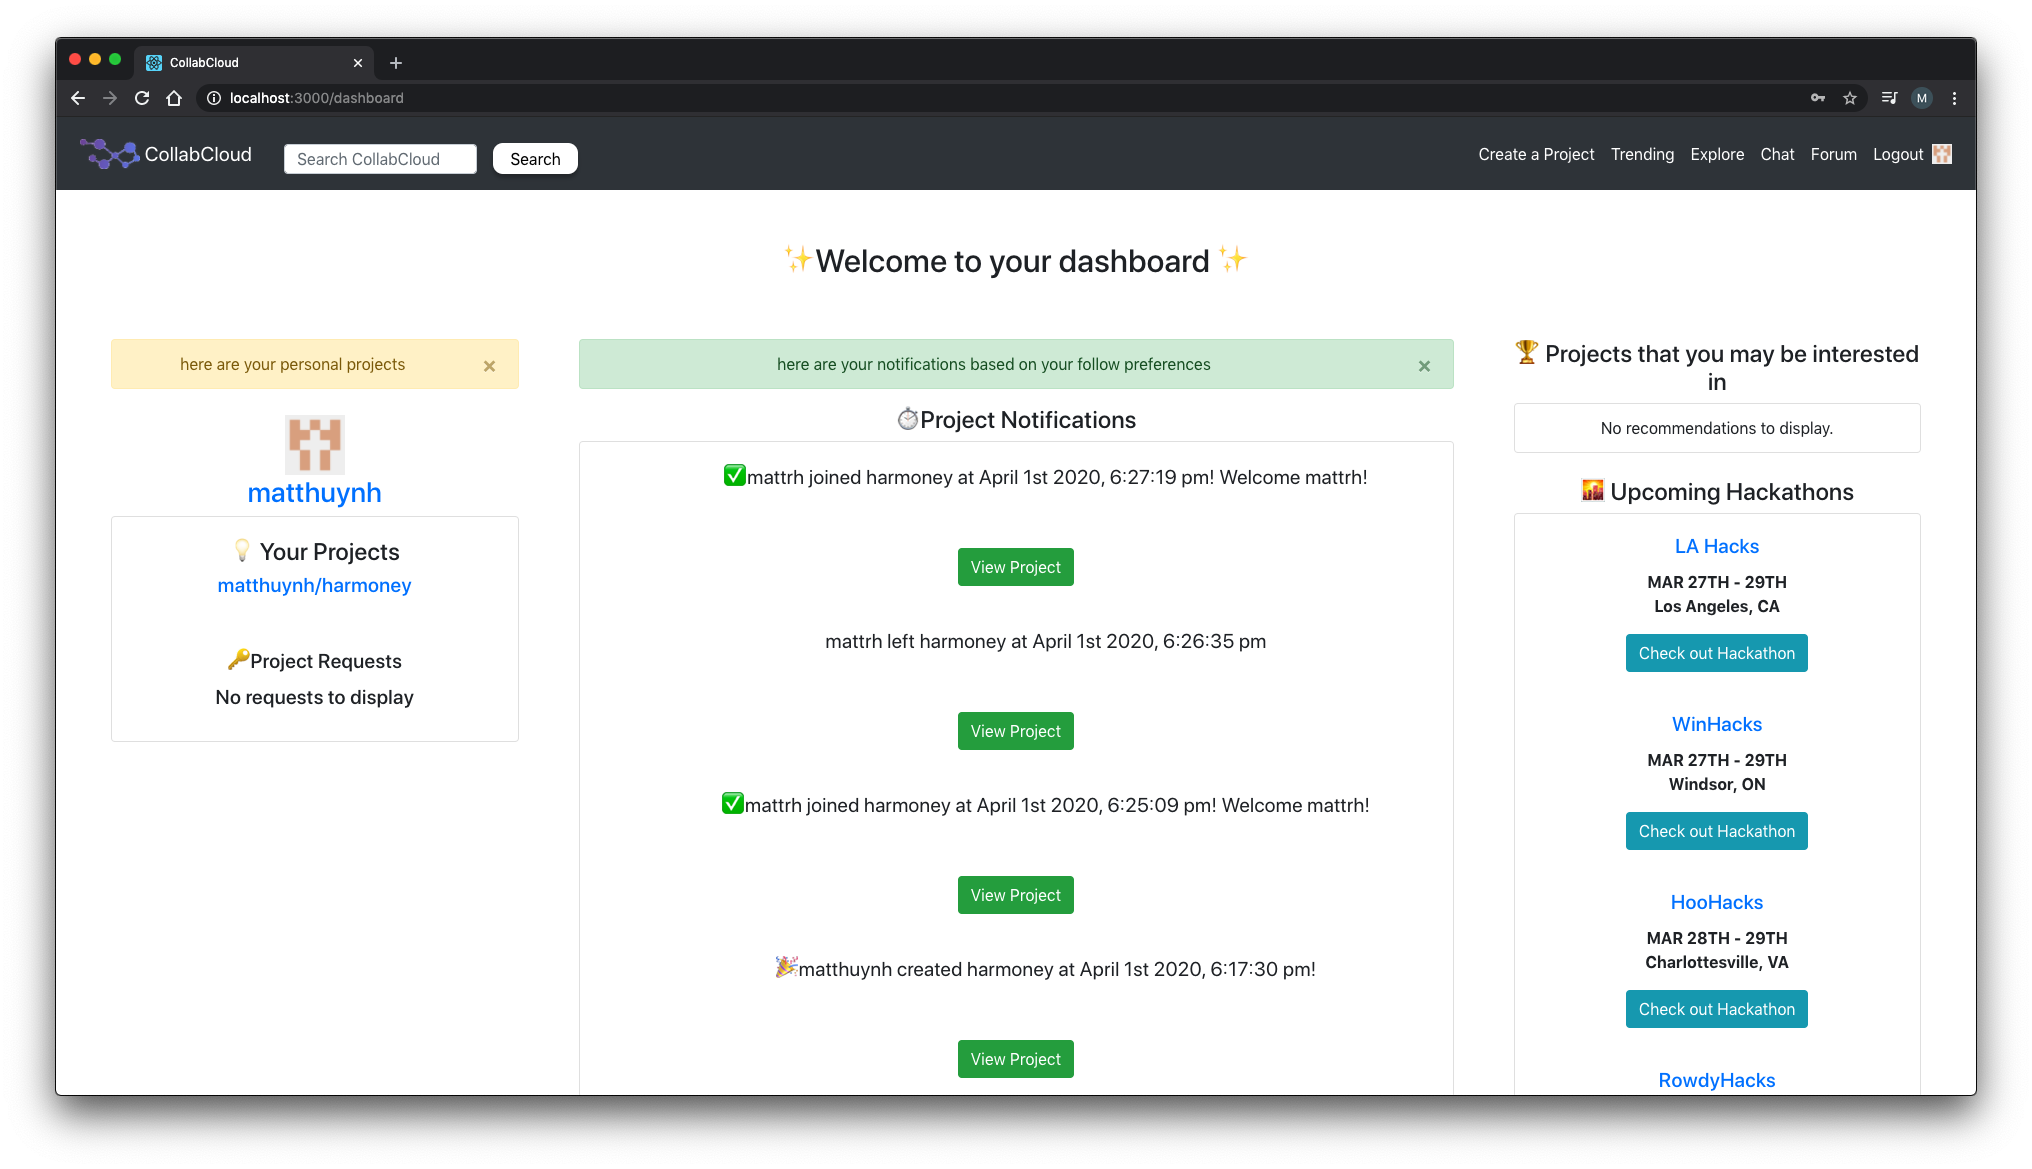 CollabCloud
localhost:3000/dashboard
M
CollabCloud
Search CollabCloud
Search
Create a Project
Trending
Explore
Chat
Forum
Logout
✨Welcome to your dashboard ✨
here are your personal projects ×
matthuynh
💡 Your Projects
matthuynh/harmoney
🔑Project Requests
No requests to display
here are your notifications based on your follow preferences ×
⏱Project Notifications
✅mattrh joined harmoney at April 1st 2020, 6:27:19 pm! Welcome mattrh!
View Project
mattrh left harmoney at April 1st 2020, 6:26:35 pm
View Project
✅mattrh joined harmoney at April 1st 2020, 6:25:09 pm! Welcome mattrh!
View Project
🎉matthuynh created harmoney at April 1st 2020, 6:17:30 pm!
View Project
🏆 Projects that you may be interested
in
No recommendations to display.
🌇 Upcoming Hackathons
LA Hacks
MAR 27TH - 29TH
Los Angeles, CA
Check out Hackathon
WinHacks
MAR 27TH - 29TH
Windsor, ON
Check out Hackathon
HooHacks
MAR 28TH - 29TH
Charlottesville, VA
Check out Hackathon
RowdyHacks